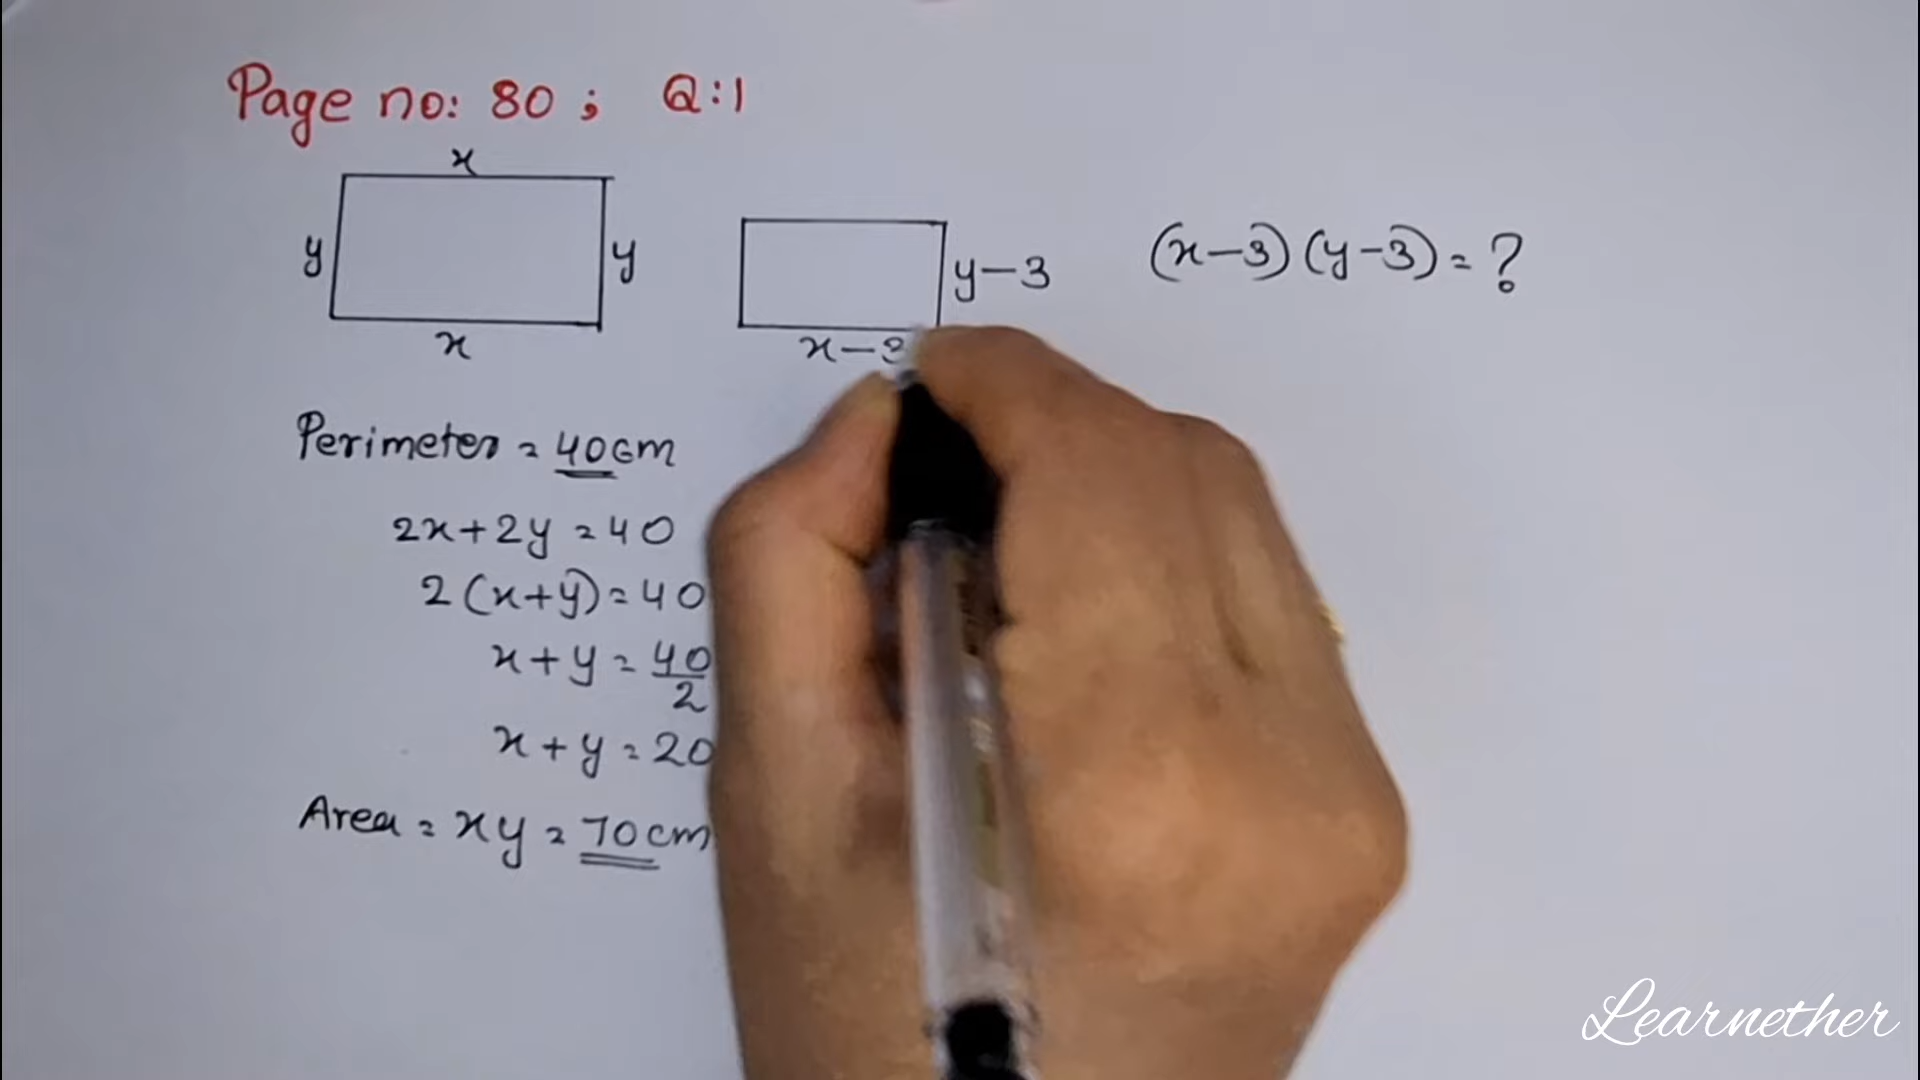 Page no: 80 ; Q:1
x
y
y
x
y-3
x-3
(x-3)(y-3)=?
Perimeter = 40cm
2x+2y=40
2(x+y)=40
x+y=40/2
x+y=20
Area = xy = 70cm
Learnether